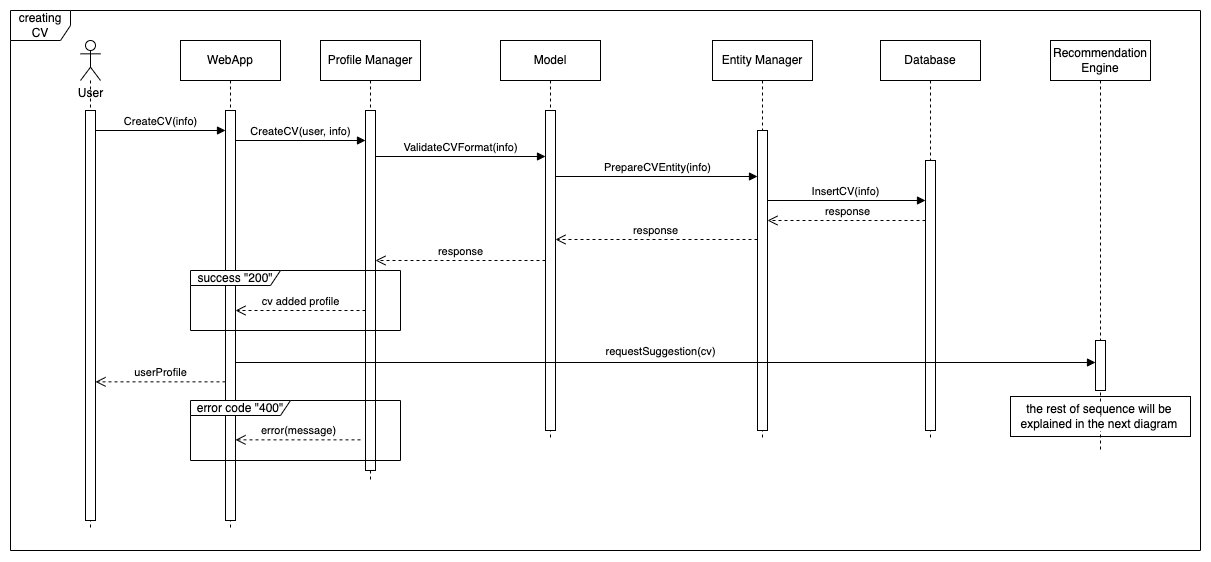 creating
CV
User
WebApp
Profile Manager
Model
Entity Manager
Database
Recommendation
Engine
CreateCV(info)
CreateCV(user, info)
ValidateCVFormat(info)
PrepareCVEntity(info)
InsertCV(info)
response
response
response
success "200"
cv added profile
requestSuggestion(cv)
userProfile
error code "400"
error(message)
the rest of sequence will be
explained in the next diagram